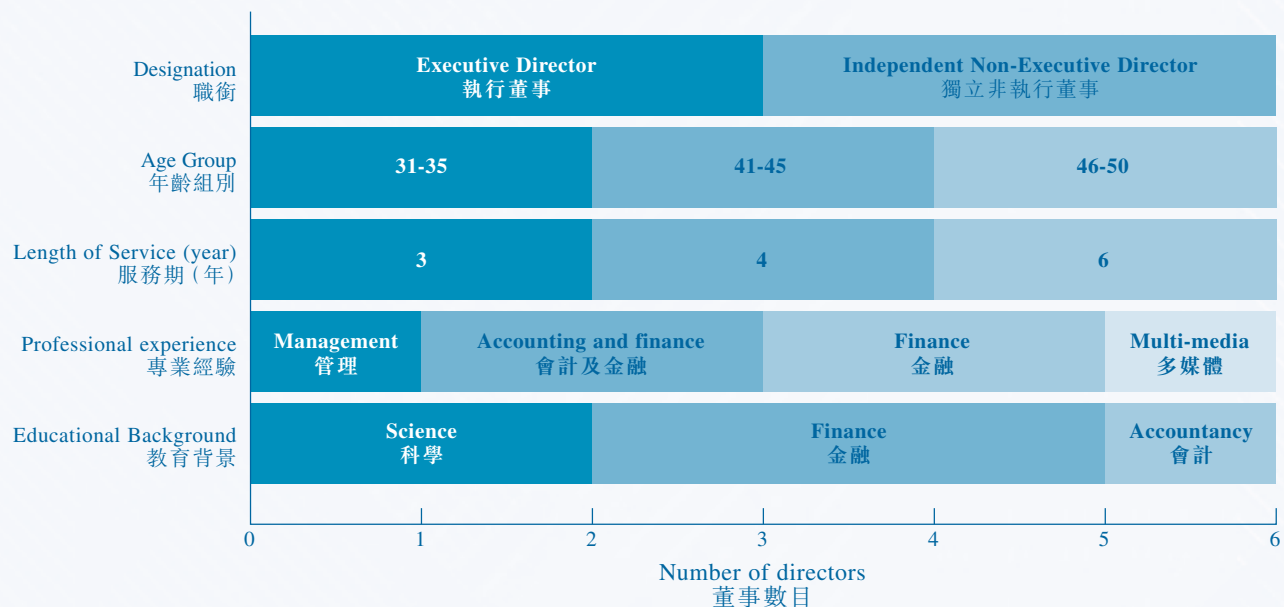 Designation
職銜
Executive Director
執行董事
Independent Non-Executive Director
獨立非執行董事
Age Group
年齡組別
31-35
41-45
46-50
Length of Service (year)
服務期（年）
3
4
6
Professional experience
專業經驗
Management
管理
Accounting and finance
會計及金融
Finance
金融
Multi-media
多媒體
Educational Background
教育背景
Science
科學
Finance
金融
Accountancy
會計
0 1 2 3 4 5 6
Number of directors
董事數目